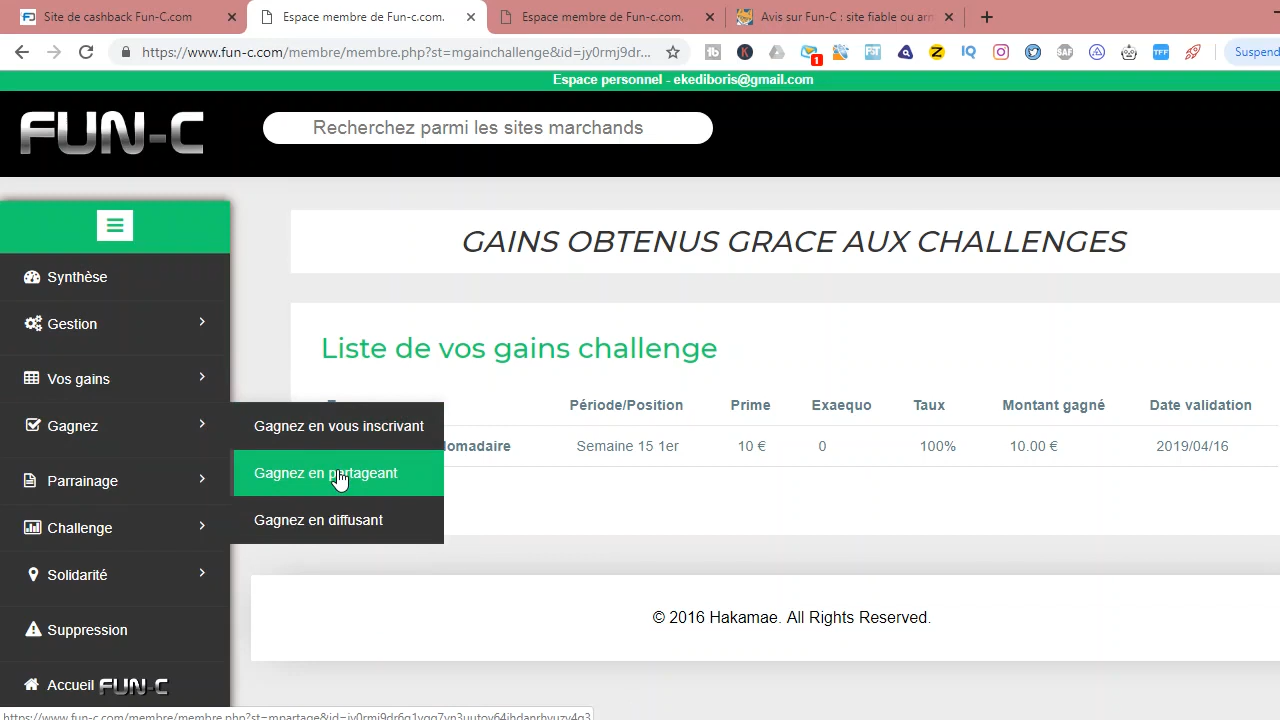 Site de cashback Fun-C.com
Espace membre de Fun-c.com.
Espace membre de Fun-c.com.
Avis sur Fun-C : site fiable ou arn
https://www.fun-c.com/membre/membre.php?st=mgainchallenge&id=jy0rmj9dr...
Suspend
Espace personnel - ekediboris@gmail.com
FUN-C
Recherchez parmi les sites marchands
GAINS OBTENUS GRACE AUX CHALLENGES
Synthèse
Gestion
Vos gains
Gagnez
Parrainage
Challenge
Solidarité
Suppression
Accueil FUN-C
Gagnez en vous inscrivant
Gagnez en partageant
Gagnez en diffusant
Liste de vos gains challenge
Période/Position Prime Exaequo Taux Montant gagné Date validation
Semaine 15 1er 10 € 0 100% 10.00 € 2019/04/16
© 2016 Hakamae. All Rights Reserved.